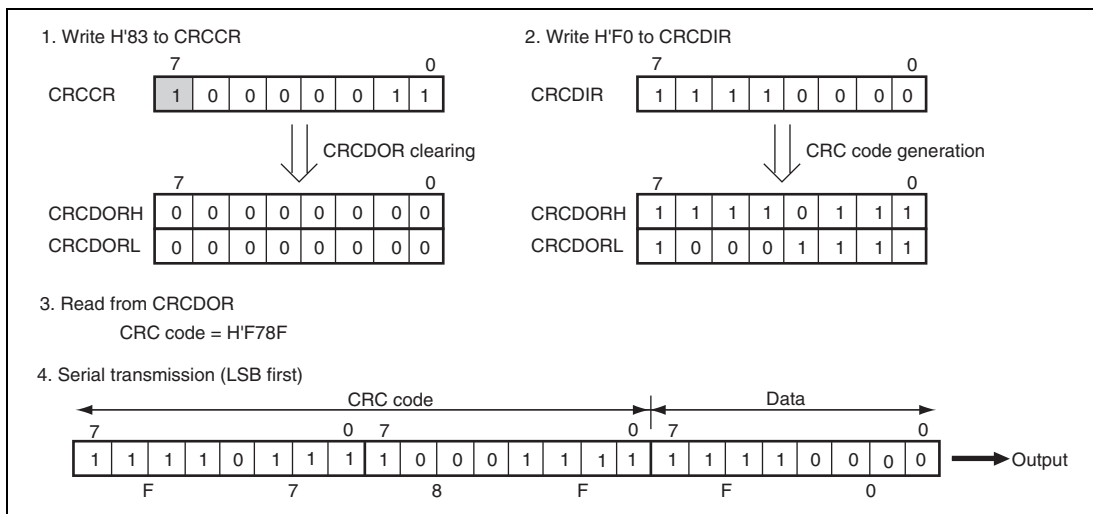 1. Write H'83 to CRCCR
7 0
CRCCR 1 0 0 0 0 0 1 1
CRCDOR clearing
7 0
CRCDORH 0 0 0 0 0 0 0 0
CRCDORL 0 0 0 0 0 0 0 0
2. Write H'F0 to CRCDIR
7 0
CRCDIR 1 1 1 1 0 0 0 0
CRC code generation
7 0
CRCDORH 1 1 1 1 0 1 1 1
CRCDORL 1 0 0 0 1 1 1 1
3. Read from CRCDOR
CRC code = H'F78F
4. Serial transmission (LSB first)
CRC code Data
7 0 7 0 7 0
1 1 1 1 0 1 1 1 1 0 0 0 1 1 1 1 1 1 1 1 0 0 0 0 Output
F 7 8 F F 0